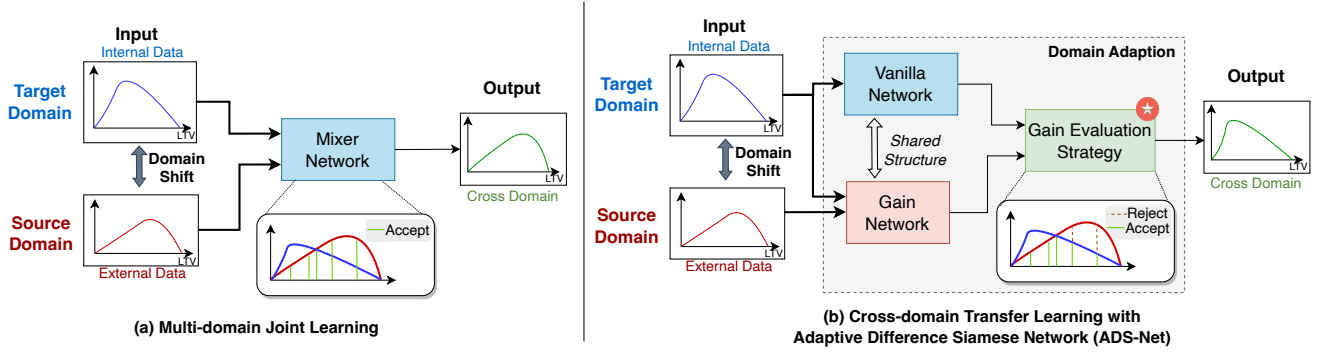 Input
Internal Data
Target
Domain
LTV
Domain
Shift
Source
Domain
LTV
External Data
Mixer
Network
Accept
Output
LTV
Cross Domain
(a) Multi-domain Joint Learning
Input
Internal Data
Target
Domain
LTV
Domain
Shift
Source
Domain
LTV
External Data
Domain Adaption
Vanilla
Network
Shared
Structure
Gain
Network
Gain Evaluation
Strategy
Reject
Accept
Output
LTV
Cross Domain
(b) Cross-domain Transfer Learning with
Adaptive Difference Siamese Network (ADS-Net)